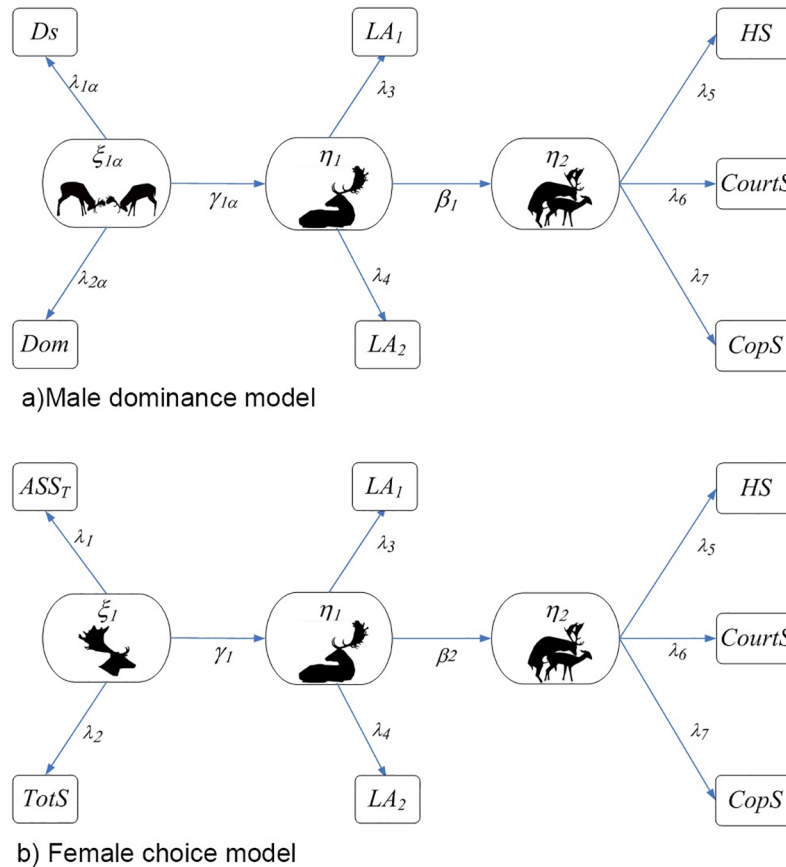 Ds LA₁ HS
λ₁α λ₃ λ₅
ξ₁α η₁ η₂
CourtS
γ₁α β₁ λ₆
λ₂α λ₄ λ₇
Dom LA₂ CopS
a)Male dominance model
ASS_T LA₁ HS
λ₁ λ₃ λ₅
ξ₁ η₁ η₂
CourtS
γ₁ β₂ λ₆
λ₂ λ₄ λ₇
TotS LA₂ CopS
b) Female choice model